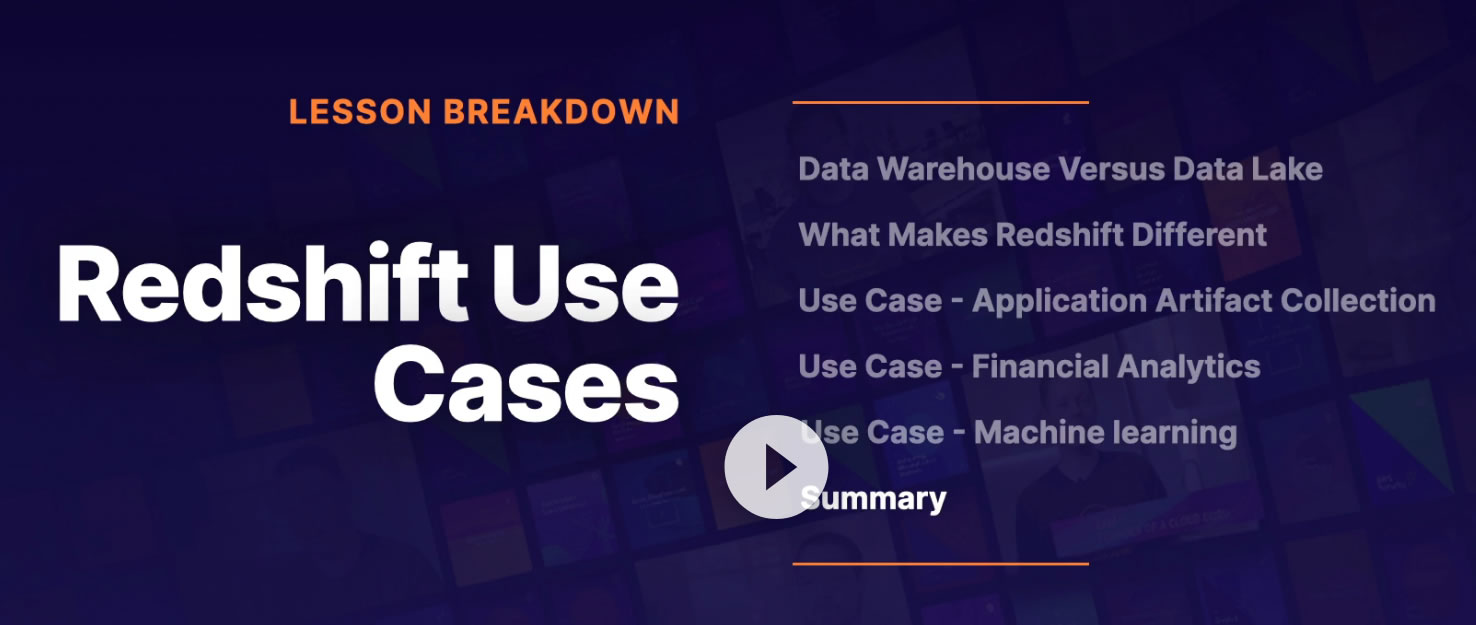 LESSON BREAKDOWN
Redshift Use
Cases
Data Warehouse Versus Data Lake
What Makes Redshift Different
Use Case - Application Artifact Collection
Use Case - Financial Analytics
Use Case - Machine learning
Summary